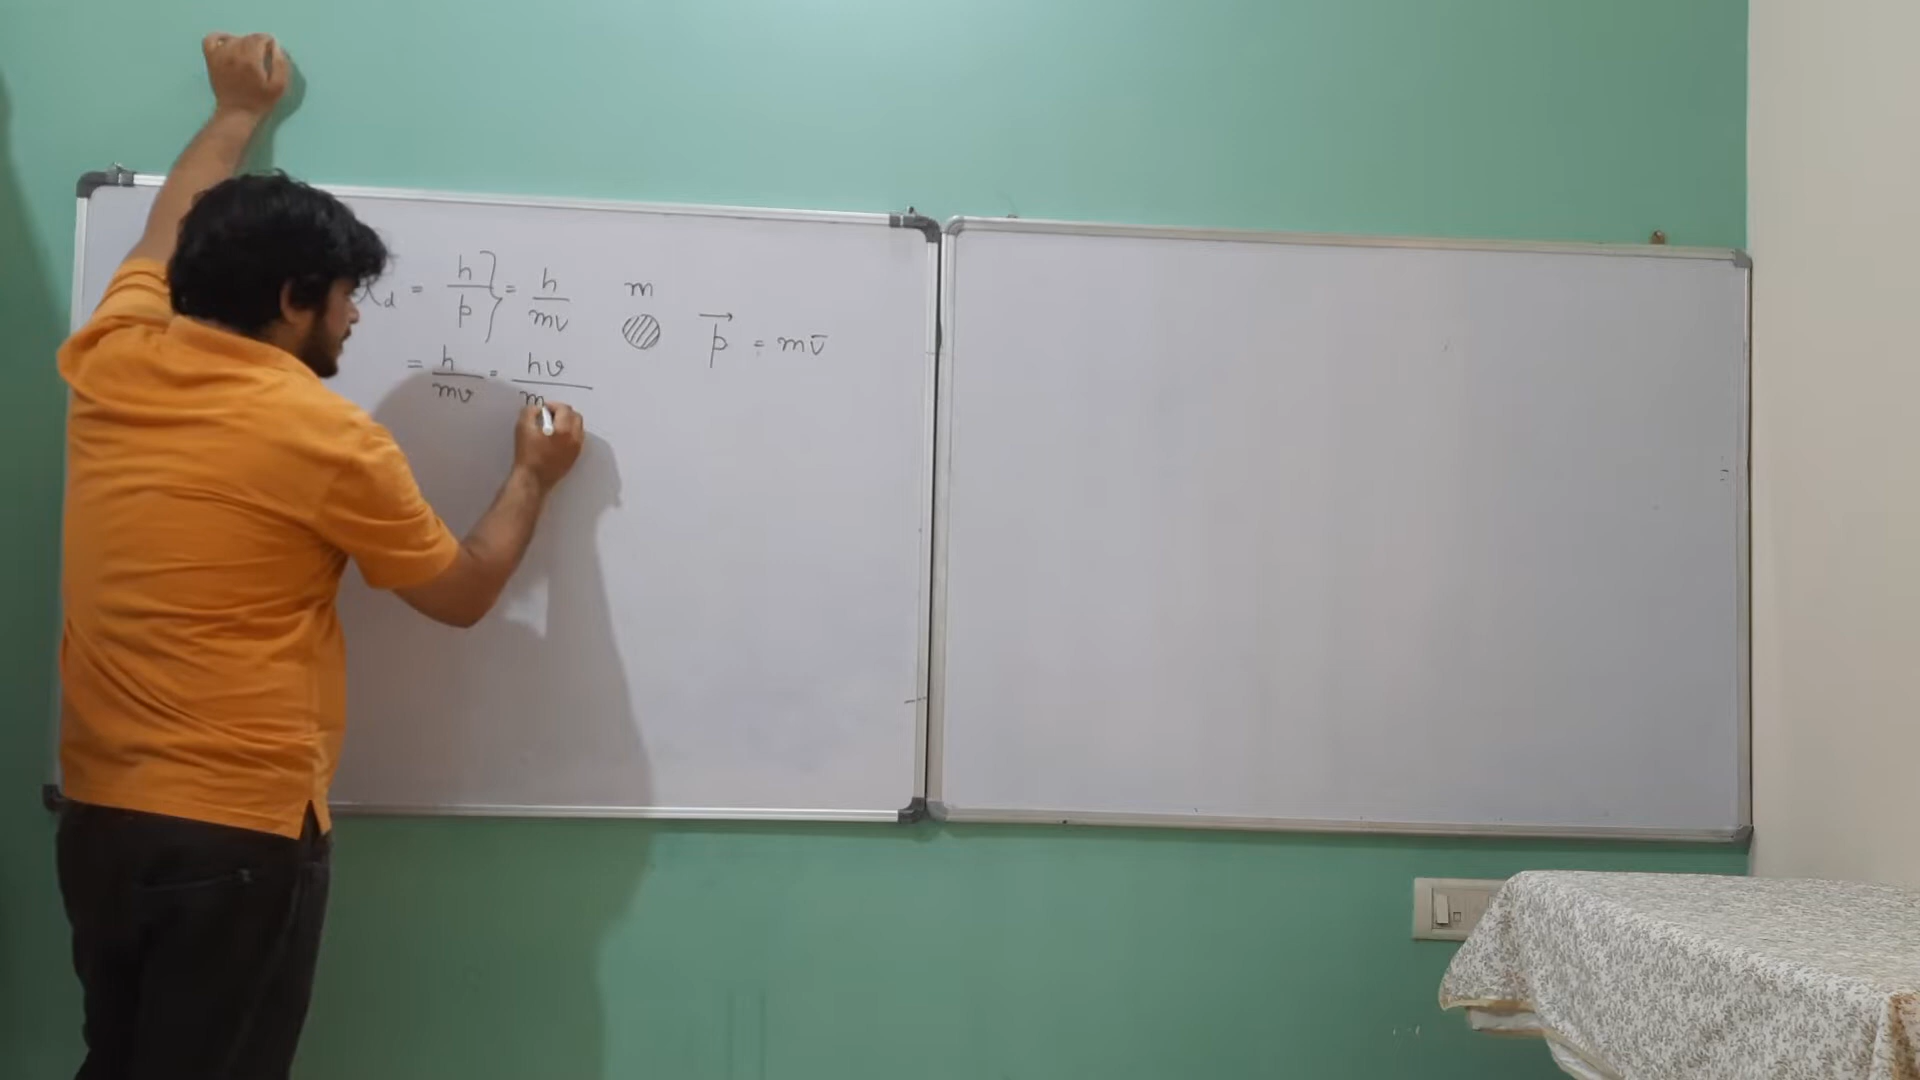 λd = h/p } = h/mv
m
p⃗ = mv̄
= h/mv = hv/m